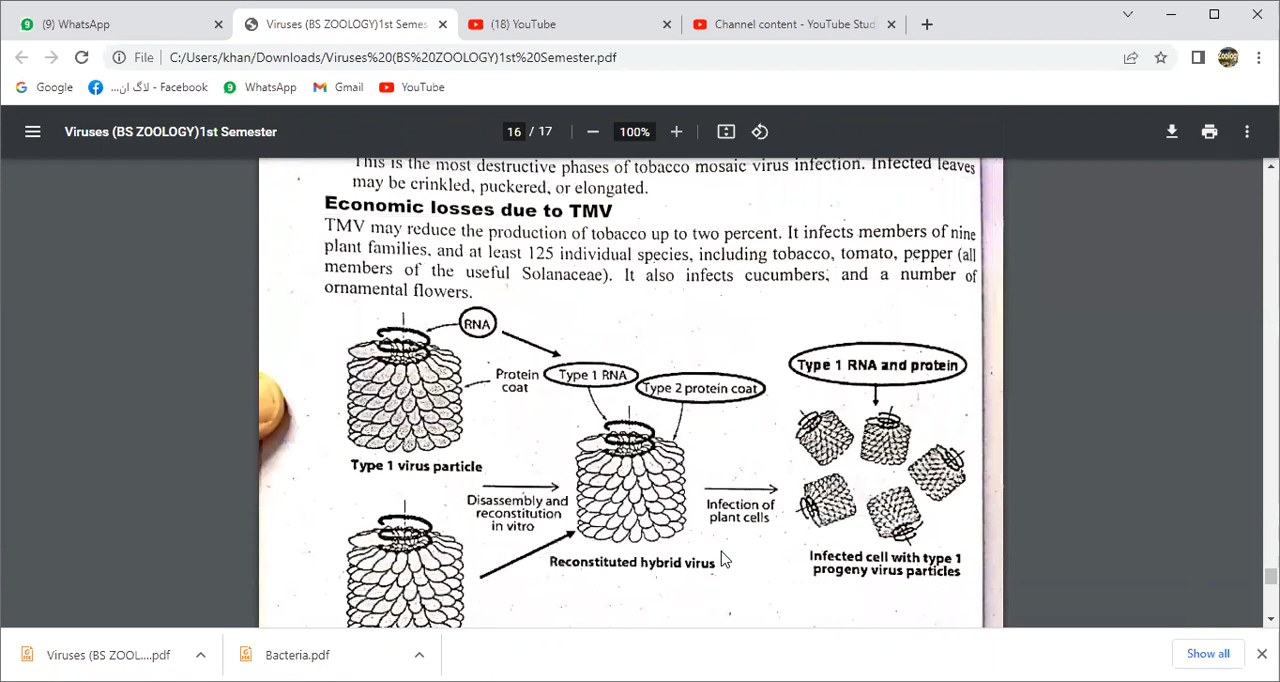 (9) WhatsApp
Viruses (BS ZOOLOGY)1st Semes
(18) YouTube
Channel content - YouTube Stud
File
C:/Users/khan/Downloads/Viruses%20(BS%20ZOOLOGY)1st%20Semester.pdf
Google
لاگ ان... - Facebook
9 WhatsApp
Gmail
YouTube
Viruses (BS ZOOLOGY)1st Semester
16 / 17
100%
This is the most destructive phases of tobacco mosaic virus infection. Infected leaves
may be crinkled, puckered, or elongated.
Economic losses due to TMV
TMV may reduce the production of tobacco up to two percent. It infects members of nine
plant families, and at least 125 individual species, including tobacco, tomato, pepper (all
members of the useful Solanaceae). It also infects cucumbers, and a number of
ornamental flowers.
RNA
Protein
coat
Type 1 RNA
Type 2 protein coat
Type 1 RNA and protein
Type 1 virus particle
Disassembly and
reconstitution
in vitro
Infection of
plant cells
Reconstituted hybrid virus
Infected cell with type 1
progeny virus particles
Viruses (BS ZOOL....pdf
Bacteria.pdf
Show all